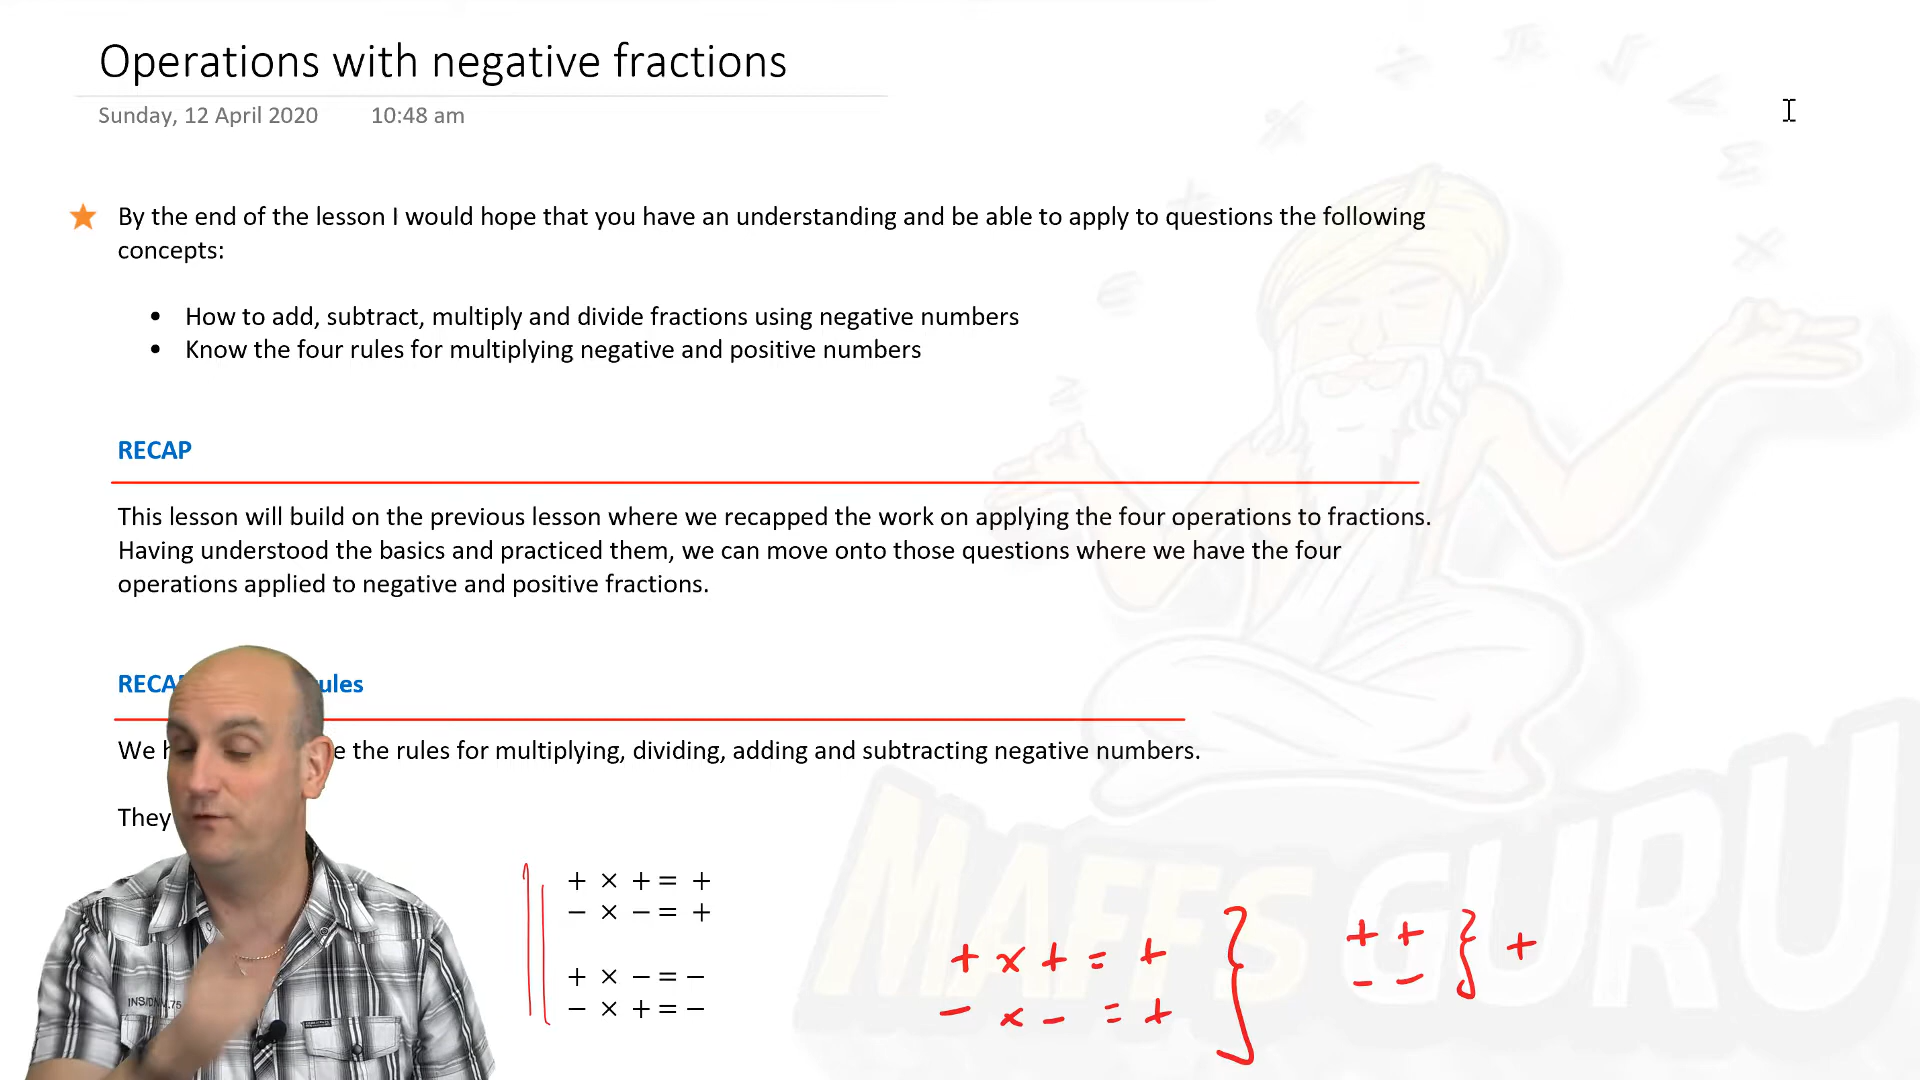 Operations with negative fractions
Sunday, 12 April 2020 10:48 am
By the end of the lesson I would hope that you have an understanding and be able to apply to questions the following
concepts:
• How to add, subtract, multiply and divide fractions using negative numbers
• Know the four rules for multiplying negative and positive numbers
RECAP
This lesson will build on the previous lesson where we recapped the work on applying the four operations to fractions.
Having understood the basics and practiced them, we can move onto those questions where we have the four
operations applied to negative and positive fractions.
RECA ules
We h e the rules for multiplying, dividing, adding and subtracting negative numbers.
They
+ × + = +
− × − = +
+ × − = −
− × + = −
+ × + = +
− × − = +
+ + } +
− −
MAFFS GURU
INS/DNV.75